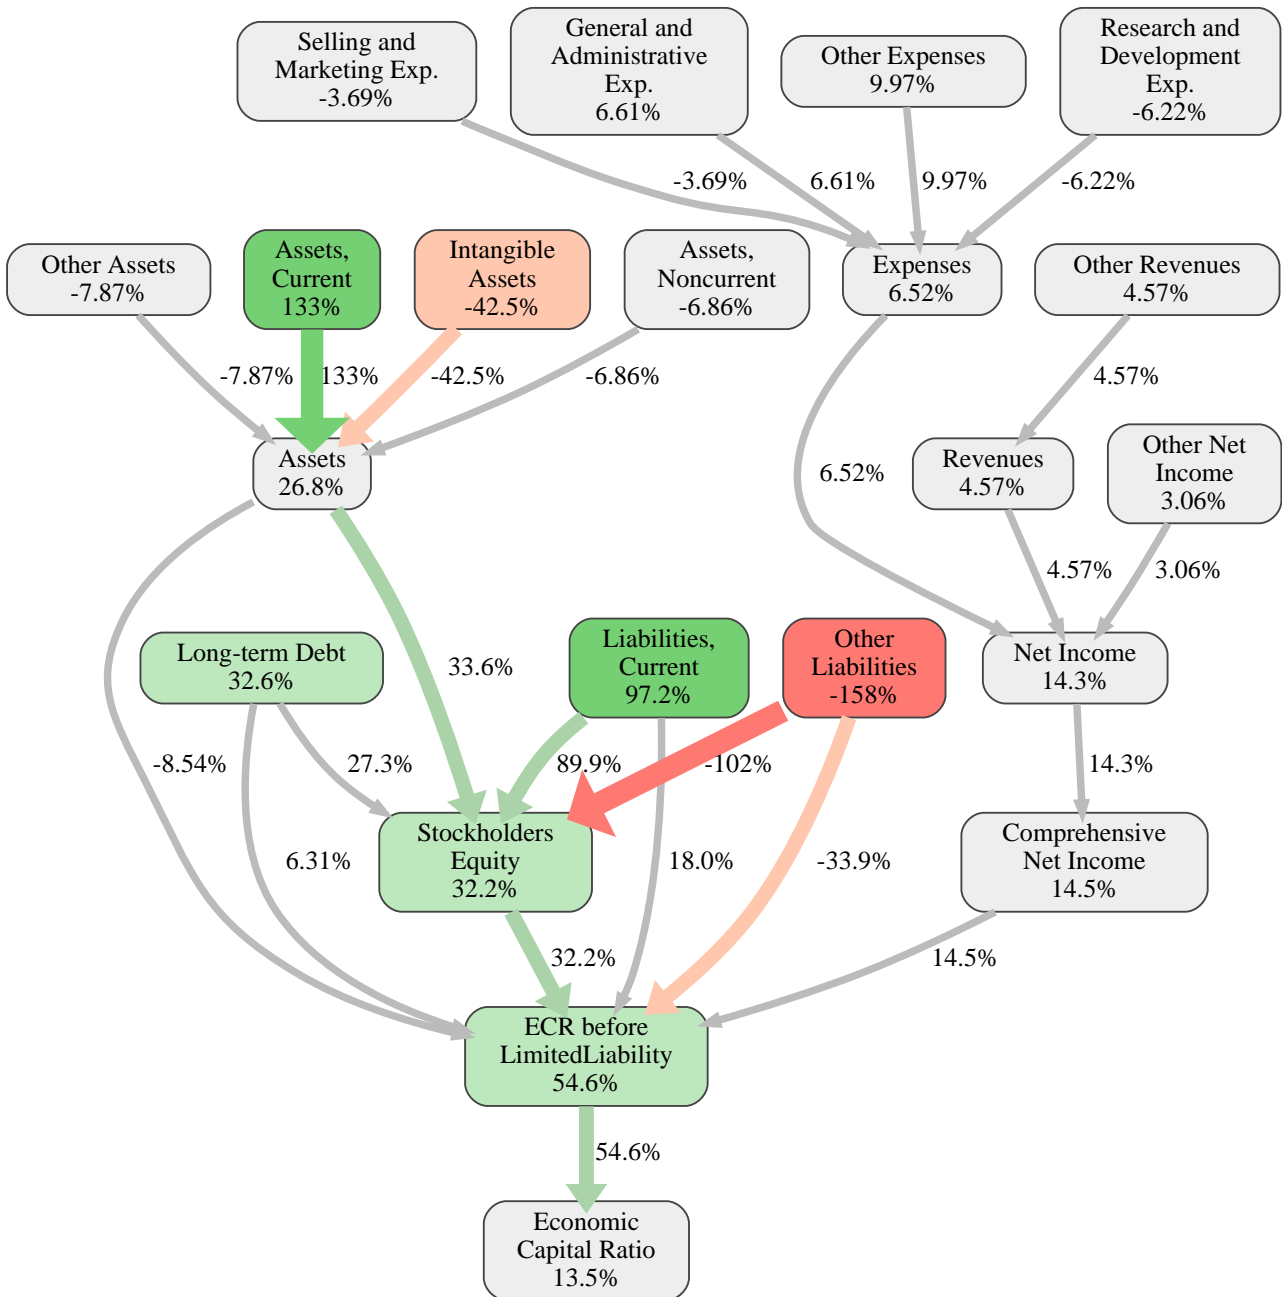 Selling and
Marketing Exp.
-3.69%
General and
Administrative
Exp.
6.61%
Other Expenses
9.97%
Research and
Development
Exp.
-6.22%
-3.69%
6.61%
9.97%
-6.22%
Other Assets
-7.87%
Assets,
Current
133%
Intangible
Assets
-42.5%
Assets,
Noncurrent
-6.86%
Expenses
6.52%
Other Revenues
4.57%
-7.87%
133%
-42.5%
-6.86%
4.57%
Assets
26.8%
6.52%
Revenues
4.57%
Other Net
Income
3.06%
4.57%
3.06%
Long-term Debt
32.6%
33.6%
Liabilities,
Current
97.2%
Other
Liabilities
-158%
Net Income
14.3%
-8.54%
27.3%
89.9%
-102%
14.3%
Stockholders
Equity
32.2%
6.31%
18.0%
-33.9%
Comprehensive
Net Income
14.5%
32.2%
14.5%
ECR before
LimitedLiability
54.6%
54.6%
Economic
Capital Ratio
13.5%